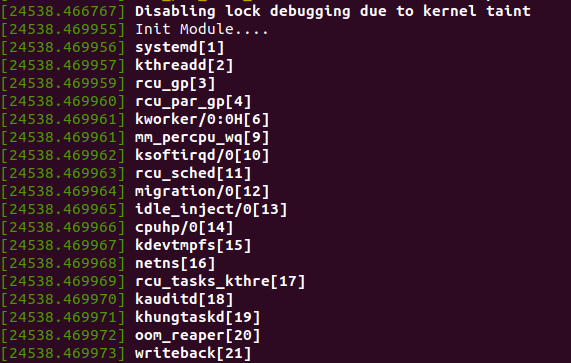 [24538.466767] Disabling lock debugging due to kernel taint
[24538.469955] Init Module....
[24538.469956] systemd[1]
[24538.469957] kthreadd[2]
[24538.469959] rcu_gp[3]
[24538.469960] rcu_par_gp[4]
[24538.469961] kworker/0:0H[6]
[24538.469961] mm_percpu_wq[9]
[24538.469962] ksoftirqd/0[10]
[24538.469963] rcu_sched[11]
[24538.469964] migration/0[12]
[24538.469965] idle_inject/0[13]
[24538.469966] cpuhp/0[14]
[24538.469967] kdevtmpfs[15]
[24538.469968] netns[16]
[24538.469969] rcu_tasks_kthre[17]
[24538.469970] kauditd[18]
[24538.469971] khungtaskd[19]
[24538.469972] oom_reaper[20]
[24538.469973] writeback[21]